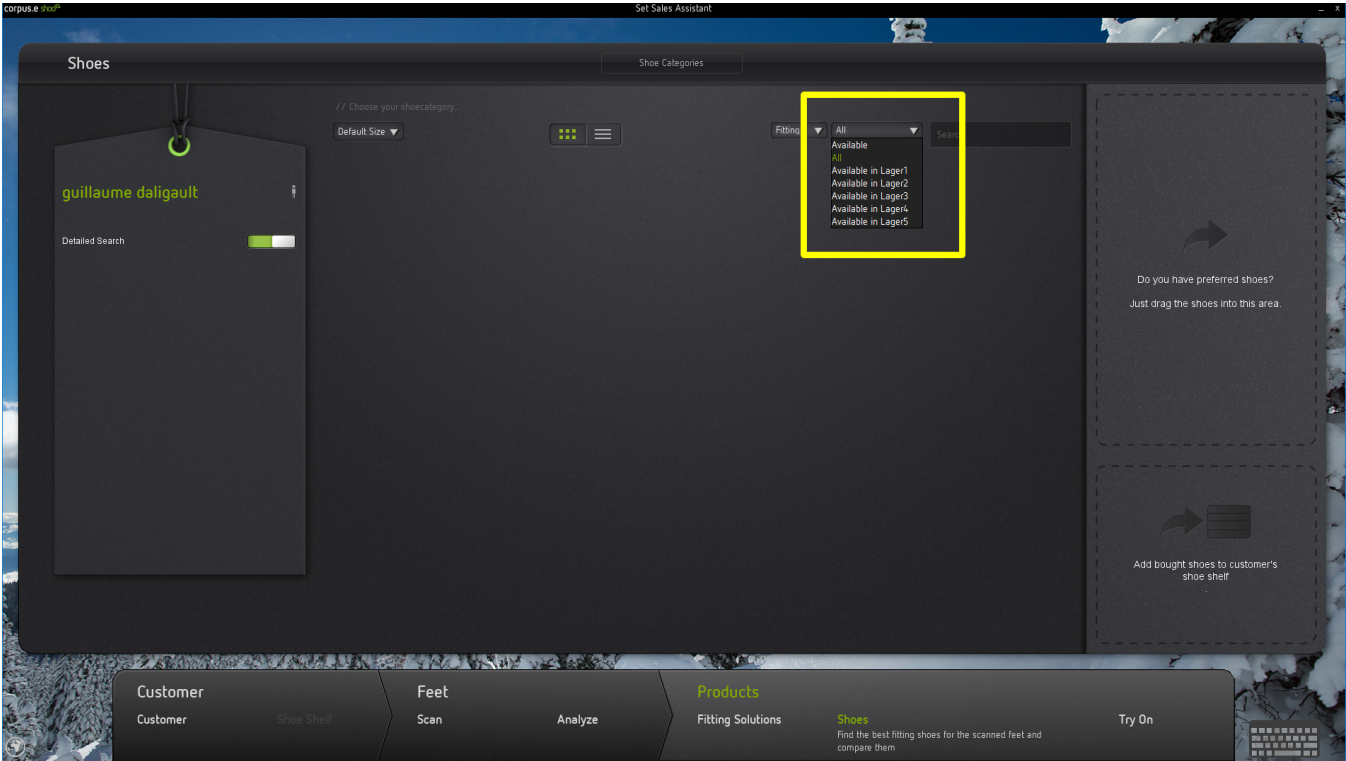 corpus.e shoe
Set Sales Assistant
Shoes
Shoe Categories
// Choose your shoecategory...
Default Size
Fitting
All
Search
Available
All
Available in Lager1
Available in Lager2
Available in Lager3
Available in Lager4
Available in Lager5
guillaume daligault
Detailed Search
Do you have preferred shoes?
Just drag the shoes into this area.
Add bought shoes to customer's
shoe shelf
.
Customer
Feet
Products
Customer
Shoe Shelf
Scan
Analyze
Fitting Solutions
Shoes
Try On
Find the best fitting shoes for the scanned feet and
compare them